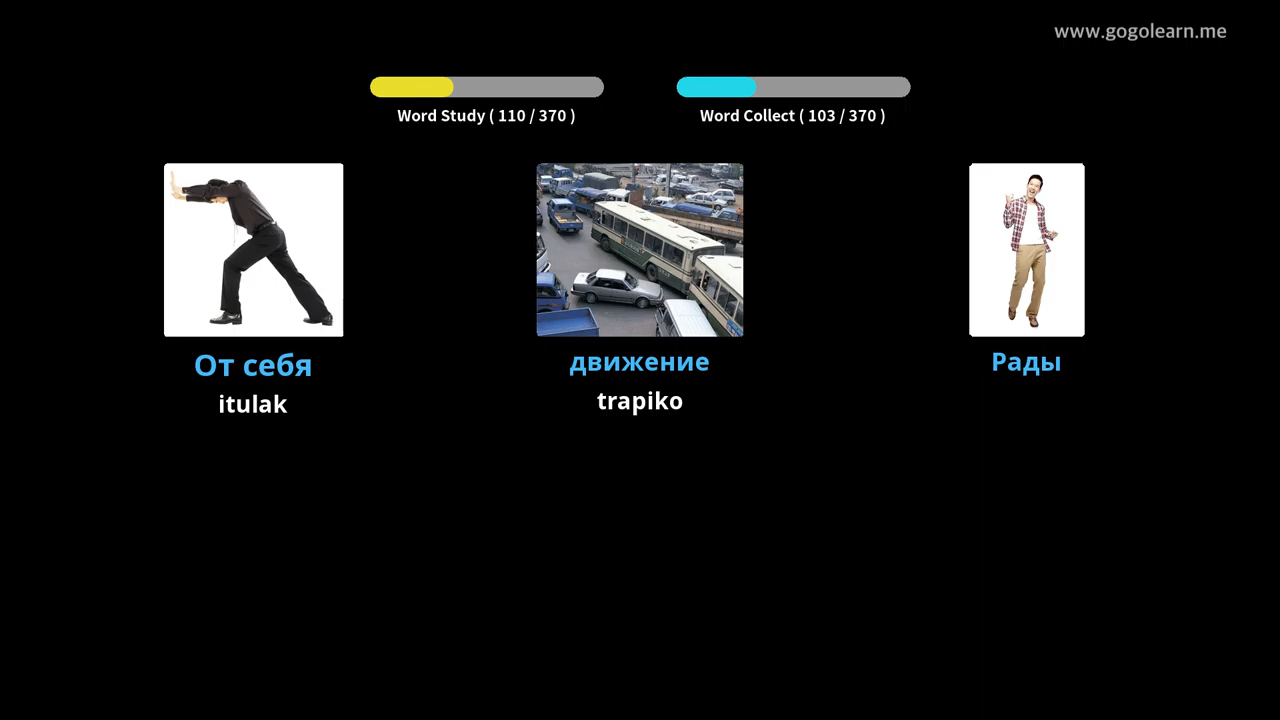 www.gogolearn.me
Word Study ( 110 / 370 )
Word Collect ( 103 / 370 )
От себя
itulak
движение
trapiko
Рады